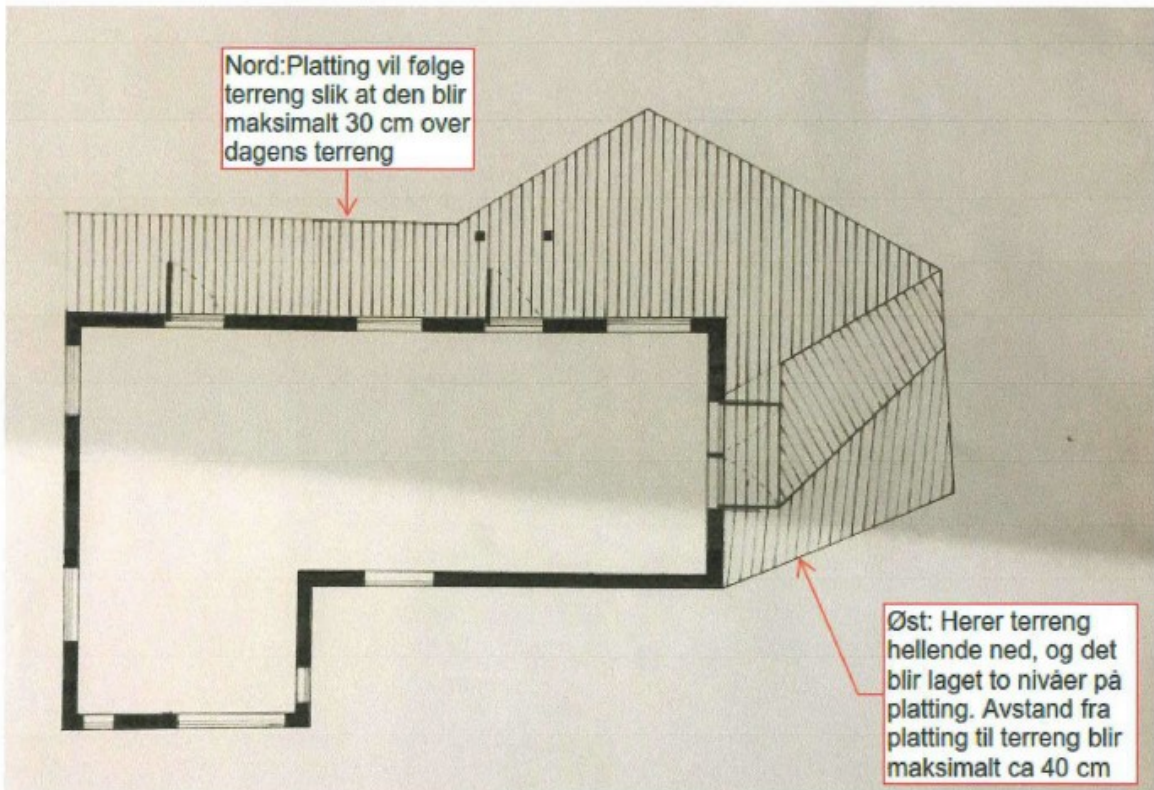 Nord:Platting vil følge
terreng slik at den blir
maksimalt 30 cm over
dagens terreng
Øst: Herer terreng
hellende ned, og det
blir laget to nivåer på
platting. Avstand fra
platting til terreng blir
maksimalt ca 40 cm